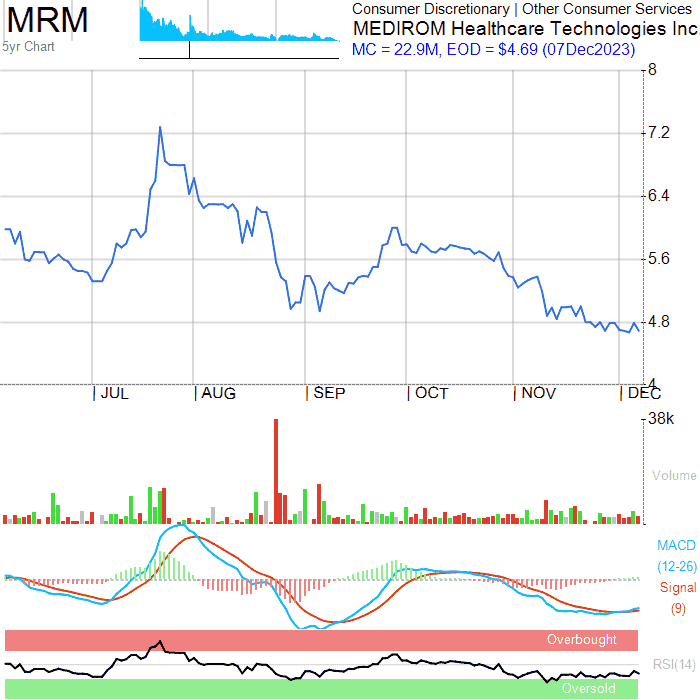 MRM
5yr Chart
Consumer Discretionary | Other Consumer Services
MEDIROM Healthcare Technologies Inc
MC = 22.9M, EOD = $4.69 (07Dec2023)
8
7.2
6.4
5.6
4.8
4
JUL AUG SEP OCT NOV DEC
38k
Volume
MACD
(12-26)
Signal
(9)
Overbought
RSI(14)
Oversold